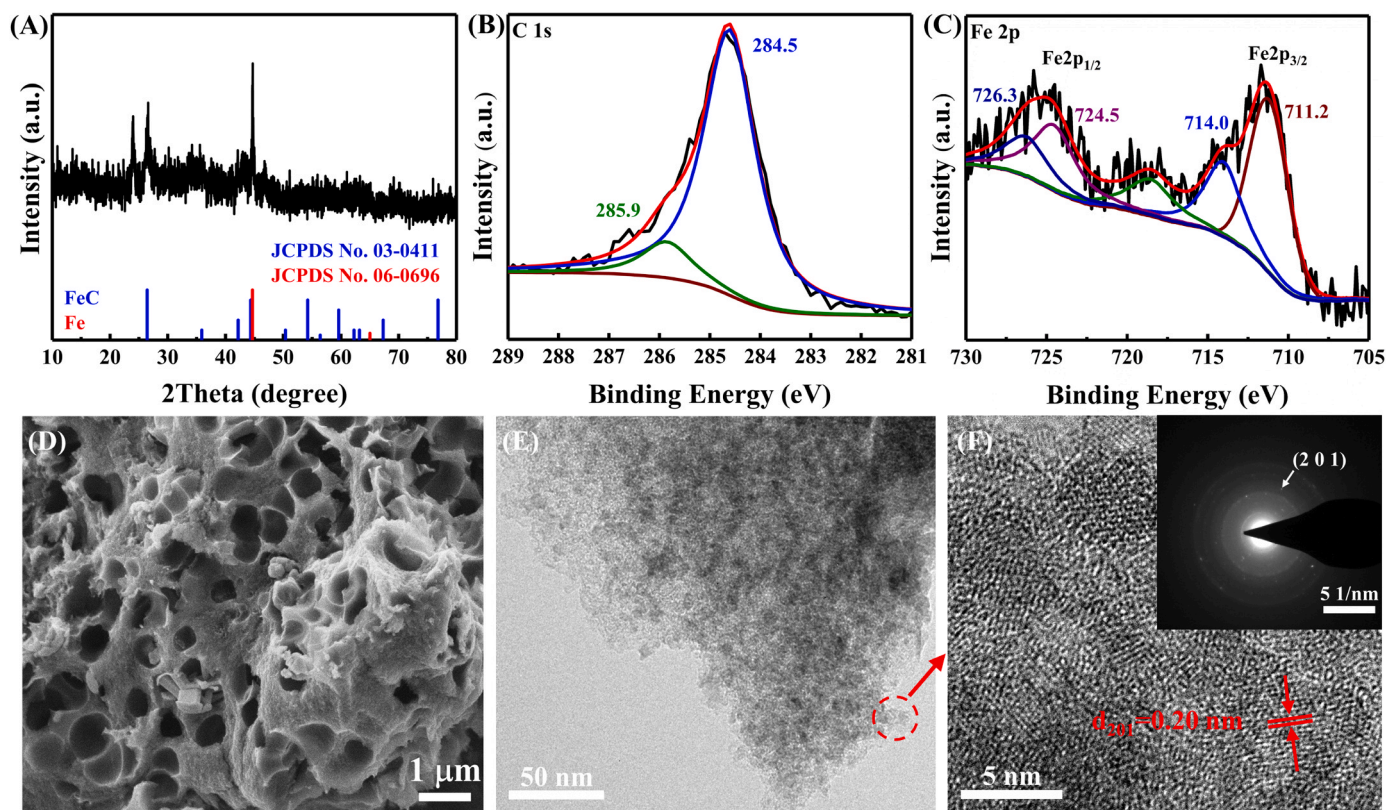 (A)
Intensity (a.u.)
JCPDS No. 03-0411
JCPDS No. 06-0696
FeC
Fe
10 20 30 40 50 60 70 80
2Theta (degree)
(B)
C 1s
284.5
285.9
Intensity (a.u.)
289 288 287 286 285 284 283 282 281
Binding Energy (eV)
(C)
Fe 2p
Fe2p1/2
Fe2p3/2
726.3
724.5
714.0
711.2
Intensity (a.u.)
730 725 720 715 710 705
Binding Energy (eV)
(D)
1 μm
(E)
50 nm
(F)
(2 0 1)
5 1/nm
d201=0.20 nm
5 nm